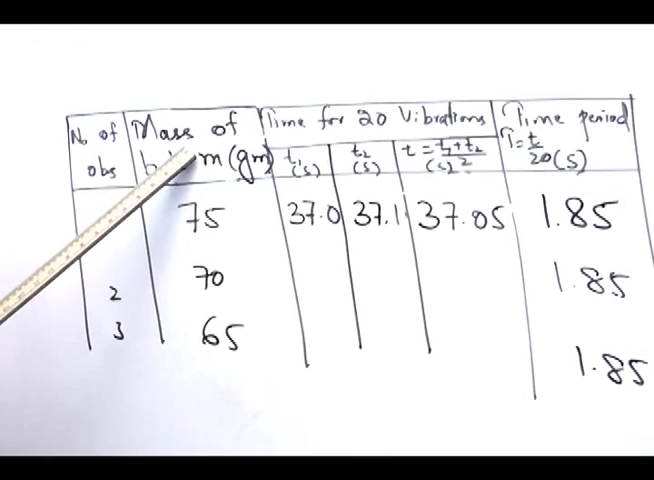 No of obs
Mass of
m (gm)
Time for 20 Vibrations
t₁ (s)
t₂ (s)
t = t₁+t₂/2 (s)
Time period
T = t/20 (s)
75 37.0 37.1 37.05 1.85
2 70 1.85
3 65 1.85